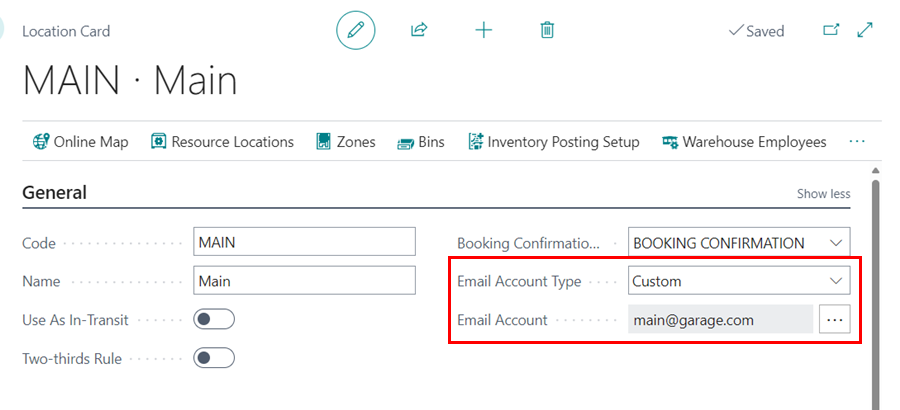 Location Card
Saved
MAIN · Main
Online Map Resource Locations Zones Bins Inventory Posting Setup Warehouse Employees ...
General
Show less
Code MAIN
Booking Confirmatio... BOOKING CONFIRMATION
Name Main
Email Account Type Custom
Use As In-Transit
Email Account main@garage.com ...
Two-thirds Rule